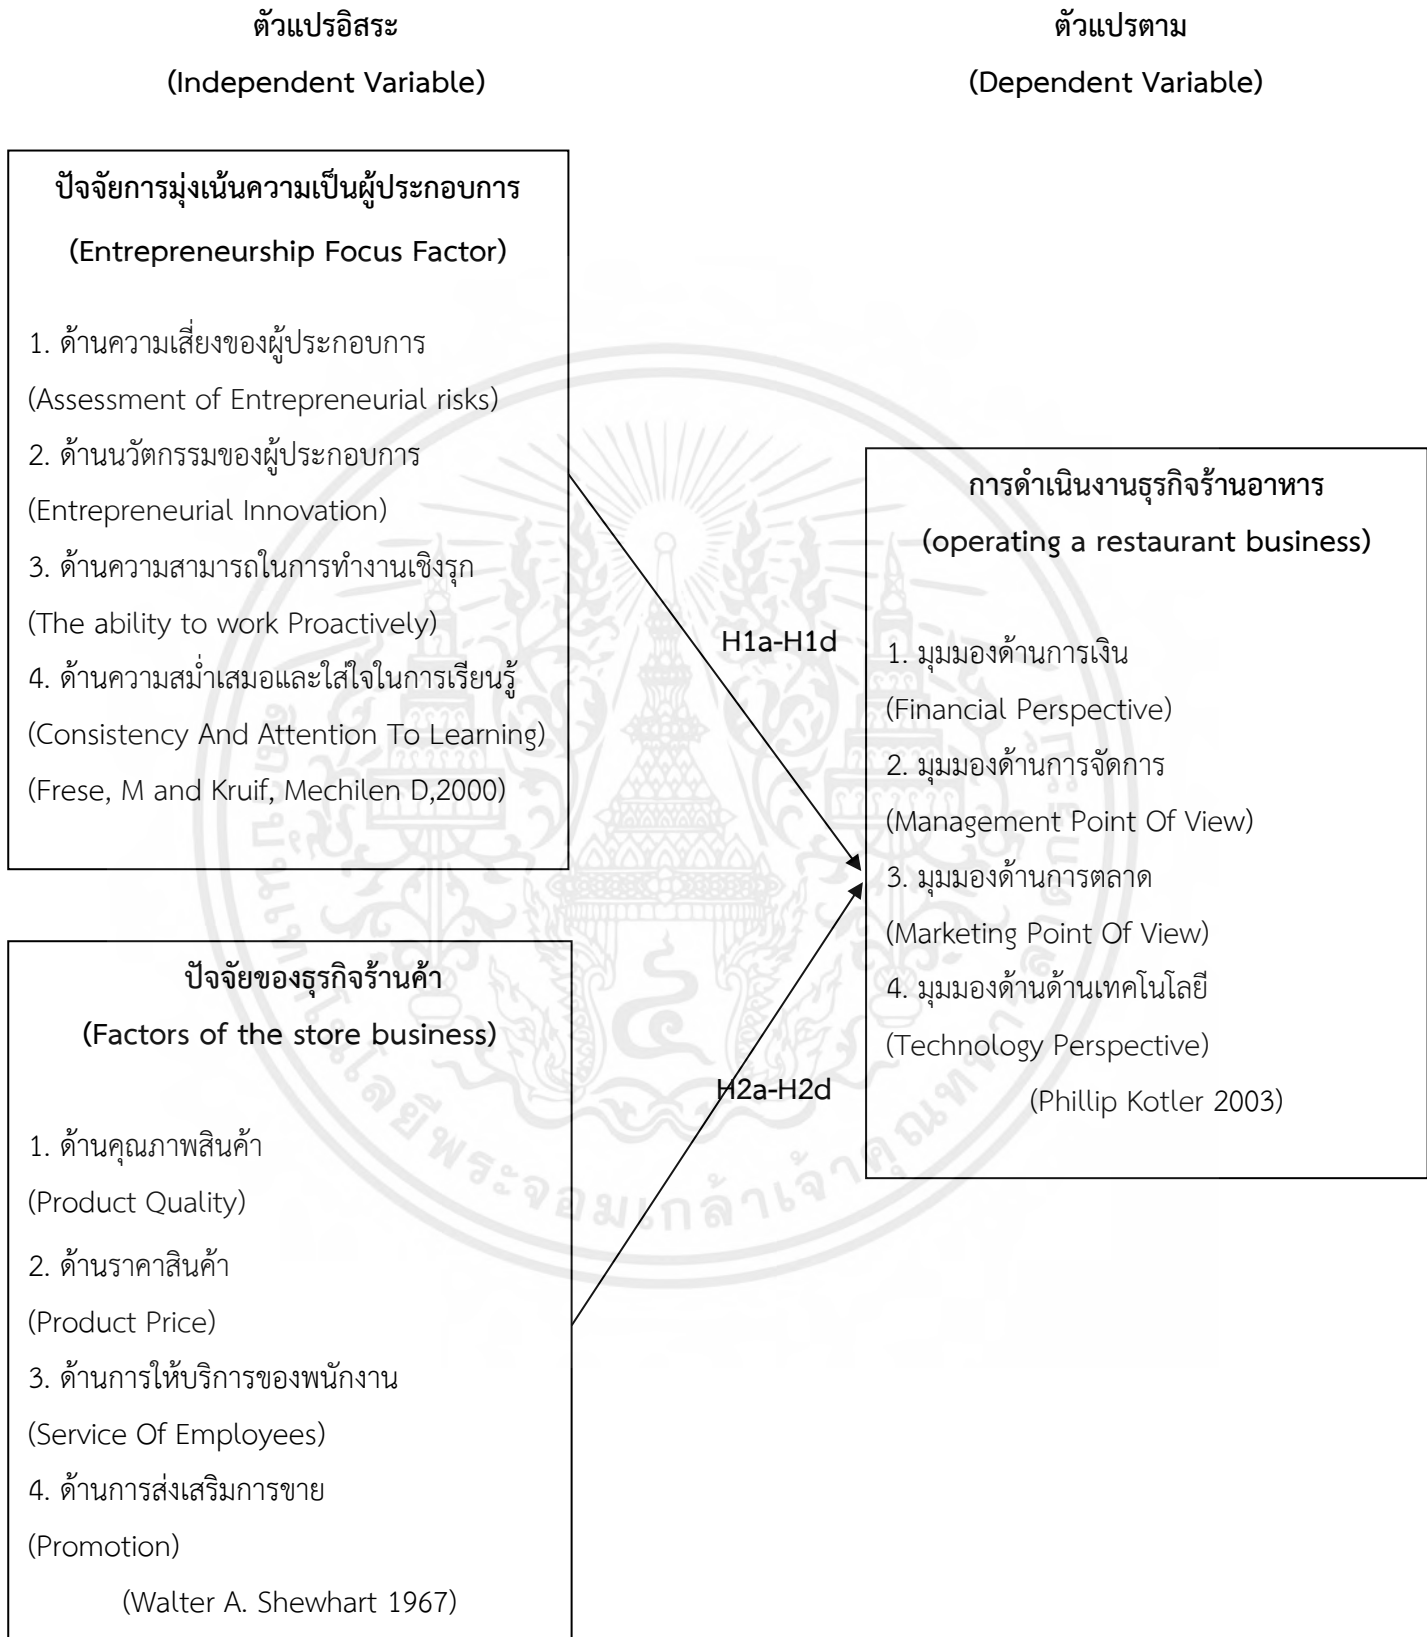 ตัวแปรอิสระ
(Independent Variable)
ตัวแปรตาม
(Dependent Variable)
ปัจจัยการมุ่งเน้นความเป็นผู้ประกอบการ
(Entrepreneurship Focus Factor)
1. ด้านความเสี่ยงของผู้ประกอบการ
(Assessment of Entrepreneurial risks)
2. ด้านนวัตกรรมของผู้ประกอบการ
(Entrepreneurial Innovation)
3. ด้านความสามารถในการทำงานเชิงรุก
(The ability to work Proactively)
4. ด้านความสม่ำเสมอและใส่ใจในการเรียนรู้
(Consistency And Attention To Learning)
(Frese, M and Kruif, Mechilen D,2000)
H1a-H1d
การดำเนินงานธุรกิจร้านอาหาร
(operating a restaurant business)
1. มุมมองด้านการเงิน
(Financial Perspective)
2. มุมมองด้านการจัดการ
(Management Point Of View)
3. มุมมองด้านการตลาด
(Marketing Point Of View)
4. มุมมองด้านด้านเทคโนโลยี
(Technology Perspective)
(Phillip Kotler 2003)
ปัจจัยของธุรกิจร้านค้า
(Factors of the store business)
1. ด้านคุณภาพสินค้า
(Product Quality)
2. ด้านราคาสินค้า
(Product Price)
3. ด้านการให้บริการของพนักงาน
(Service Of Employees)
4. ด้านการส่งเสริมการขาย
(Promotion)
(Walter A. Shewhart 1967)
H2a-H2d
พระจอมเกล้าเจ้าคุณทหาร